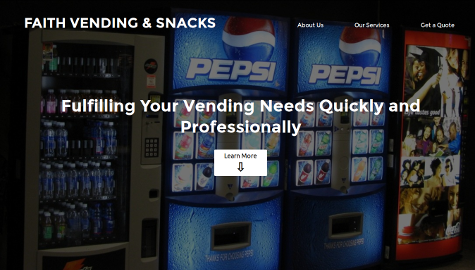 FAITH VENDING & SNACKS
About Us
Our Services
Get a Quote
PEPSI
PEPSI
Fulfilling Your Vending Needs Quickly and
Professionally
Learn More